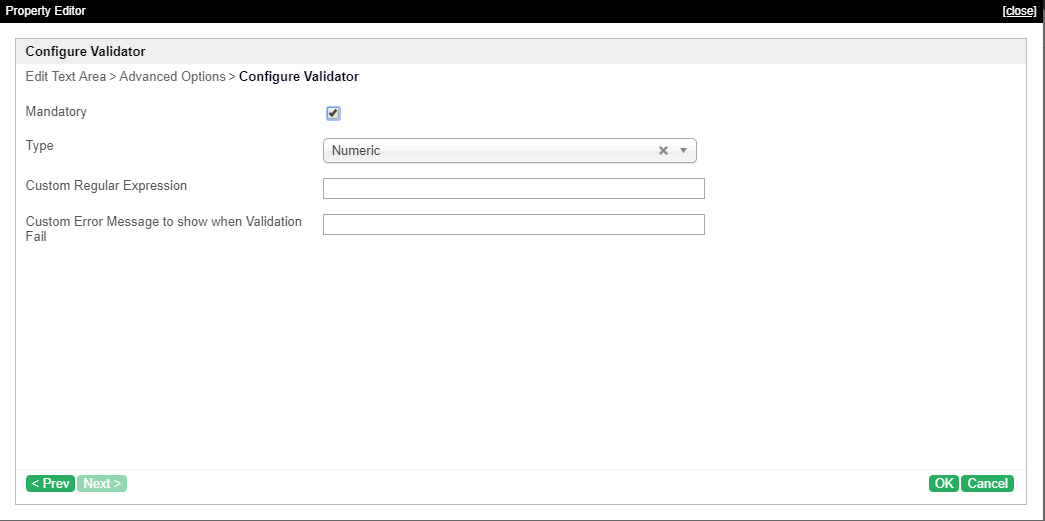 Property Editor [close]
Configure Validator
Edit Text Area > Advanced Options > Configure Validator
Mandatory
Type Numeric
Custom Regular Expression
Custom Error Message to show when Validation
Fail
< Prev Next > OK Cancel